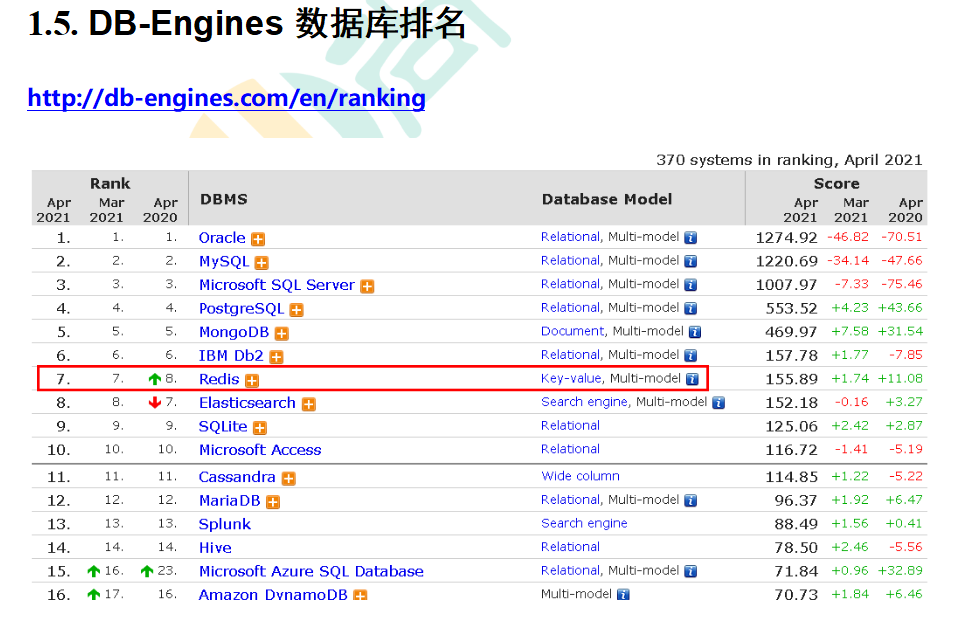 1.5. DB-Engines 数据库排名
http://db-engines.com/en/ranking
370 systems in ranking, April 2021
Rank DBMS Database Model Score
Apr 2021 Mar 2021 Apr 2020 Apr 2021 Mar 2021 Apr 2020
1. 1. 1. Oracle Relational, Multi-model 1274.92 -46.82 -70.51
2. 2. 2. MySQL Relational, Multi-model 1220.69 -34.14 -47.66
3. 3. 3. Microsoft SQL Server Relational, Multi-model 1007.97 -7.33 -75.46
4. 4. 4. PostgreSQL Relational, Multi-model 553.52 +4.23 +43.66
5. 5. 5. MongoDB Document, Multi-model 469.97 +7.58 +31.54
6. 6. 6. IBM Db2 Relational, Multi-model 157.78 +1.77 -7.85
7. 7. 8. Redis Key-value, Multi-model 155.89 +1.74 +11.08
8. 8. 7. Elasticsearch Search engine, Multi-model 152.18 -0.16 +3.27
9. 9. 9. SQLite Relational 125.06 +2.42 +2.87
10. 10. 10. Microsoft Access Relational 116.72 -1.41 -5.19
11. 11. 11. Cassandra Wide column 114.85 +1.22 -5.22
12. 12. 12. MariaDB Relational, Multi-model 96.37 +1.92 +6.47
13. 13. 13. Splunk Search engine 88.49 +1.56 +0.41
14. 14. 14. Hive Relational 78.50 +2.46 -5.56
15. 16. 23. Microsoft Azure SQL Database Relational, Multi-model 71.84 +0.96 +32.89
16. 17. 16. Amazon DynamoDB Multi-model 70.73 +1.84 +6.46